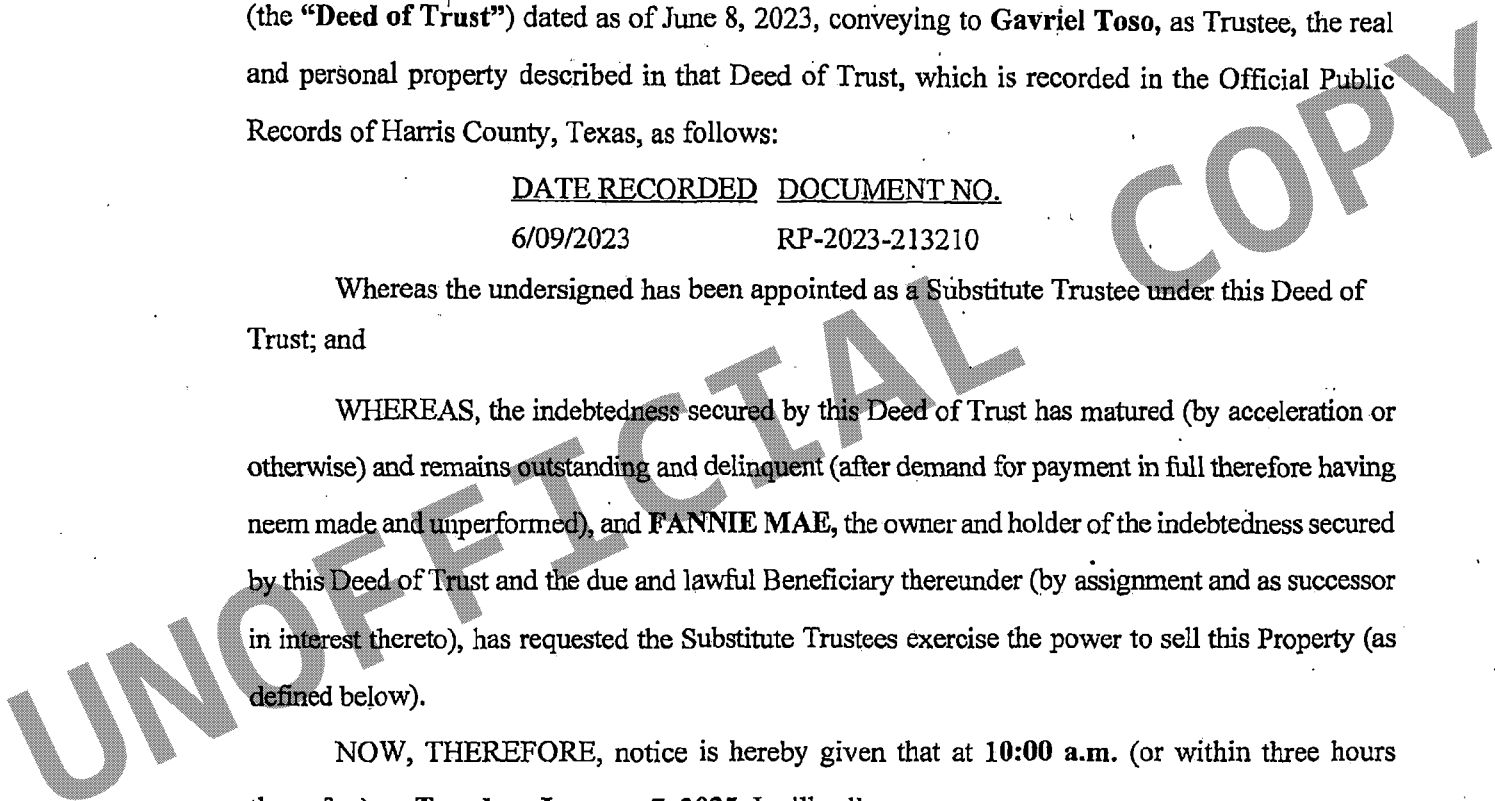 (the “Deed of Trust”) dated as of June 8, 2023, conveying to Gavriel Toso, as Trustee, the real
and personal property described in that Deed of Trust, which is recorded in the Official Public
Records of Harris County, Texas, as follows:
DATE RECORDED DOCUMENT NO.
6/09/2023 RP-2023-213210
Whereas the undersigned has been appointed as a Substitute Trustee under this Deed of
Trust; and
WHEREAS, the indebtedness secured by this Deed of Trust has matured (by acceleration or
otherwise) and remains outstanding and delinquent (after demand for payment in full therefore having
neem made and unperformed), and FANNIE MAE, the owner and holder of the indebtedness secured
by this Deed of Trust and the due and lawful Beneficiary thereunder (by assignment and as successor
in interest thereto), has requested the Substitute Trustees exercise the power to sell this Property (as
defined below).
NOW, THEREFORE, notice is hereby given that at 10:00 a.m. (or within three hours
UNOFFICIAL COPY